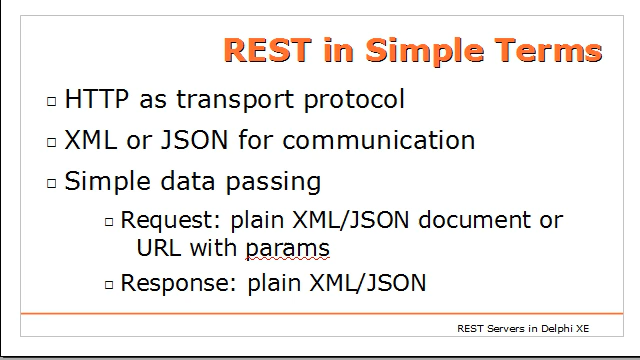 REST in Simple Terms
HTTP as transport protocol
XML or JSON for communication
Simple data passing
Request: plain XML/JSON document or
URL with params
Response: plain XML/JSON
REST Servers in Delphi XE